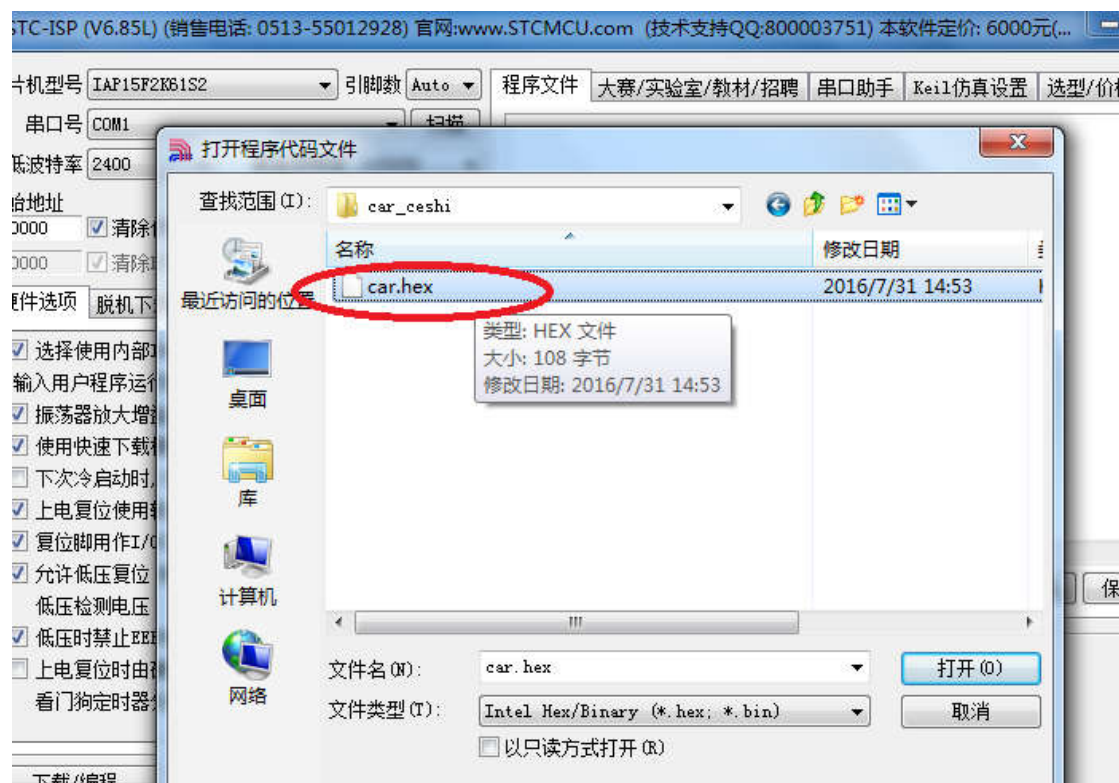 STC-ISP (V6.85L) (销售电话: 0513-55012928) 官网:www.STCMCU.com (技术支持QQ:800003751) 本软件定价: 6000元(...
片机型号 IAP15F2K61S2 引脚数 Auto
程序文件 大赛/实验室/教材/招聘 串口助手 Keil仿真设置 选型/价
串口号 COM1 扫描
低波特率 2400
始地址
0000 清除
0000 清除
硬件选项 脱机下
选择使用内部
输入用户程序运行
振荡器放大增益
使用快速下载
下次冷启动时,
上电复位使用
复位脚用作I/O
允许低压复位
低压检测电压
低压时禁止EE
上电复位时由
看门狗定时器
下载/编程
打开程序代码文件
查找范围(I): car_ceshi
名称 修改日期
car.hex 2016/7/31 14:53
类型: HEX 文件
大小: 108 字节
修改日期: 2016/7/31 14:53
最近访问的位置
桌面
库
计算机
网络
文件名(N): car.hex 打开(O)
文件类型(T): Intel Hex/Binary (*.hex; *.bin) 取消
以只读方式打开(R)
保